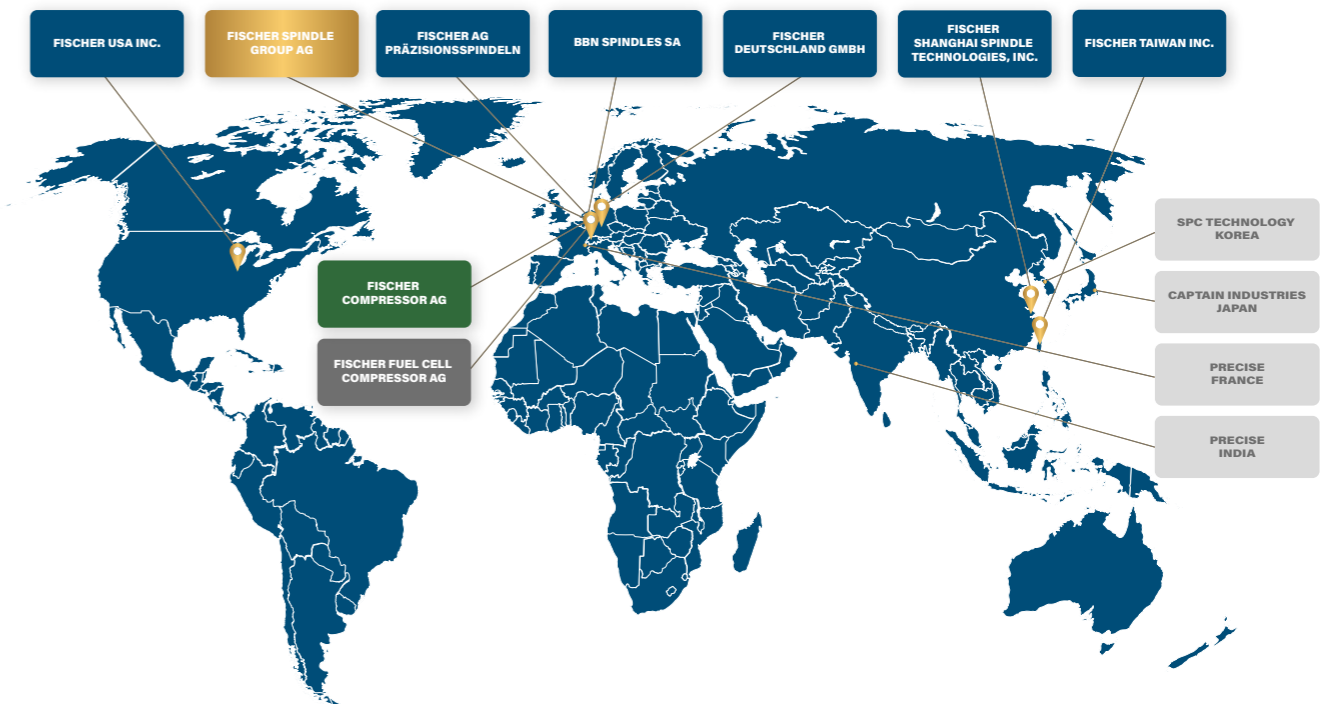 FISCHER USA INC.
FISCHER SPINDLE
GROUP AG
FISCHER AG
PRÄZISIONSSPINDELN
BBN SPINDLES SA
FISCHER
DEUTSCHLAND GMBH
FISCHER
SHANGHAI SPINDLE
TECHNOLOGIES, INC.
FISCHER TAIWAN INC.
SPC TECHNOLOGY
KOREA
FISCHER
COMPRESSOR AG
CAPTAIN INDUSTRIES
JAPAN
FISCHER FUEL CELL
COMPRESSOR AG
PRECISE
FRANCE
PRECISE
INDIA